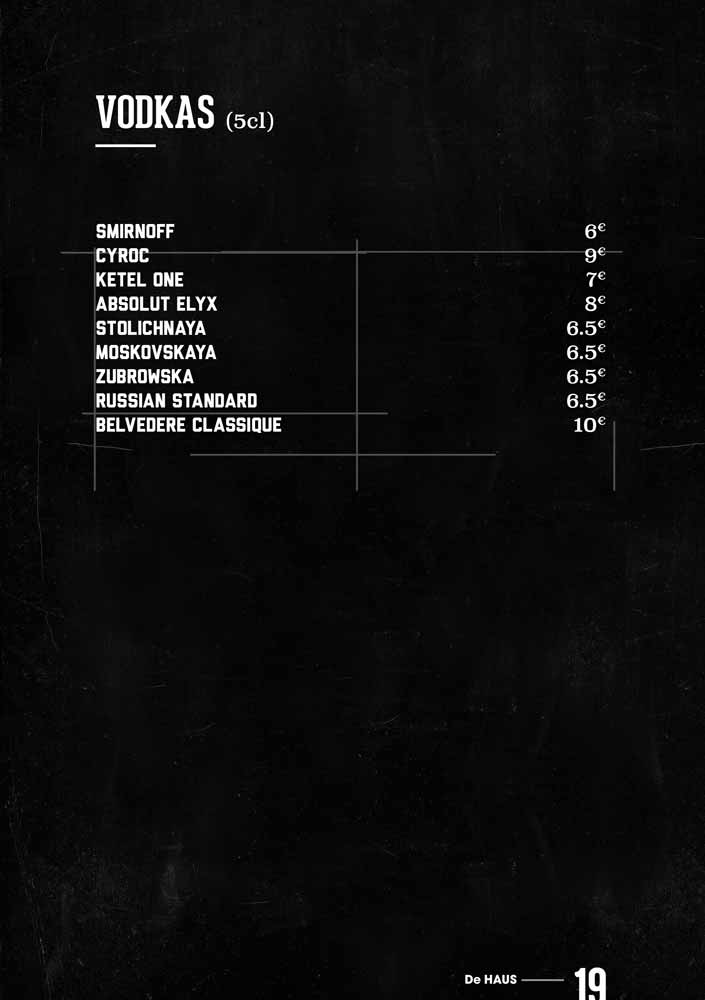 VODKAS (5cl)
SMIRNOFF 6€
CYROC 9€
KETEL ONE 7€
ABSOLUT ELYX 8€
STOLICHNAYA 6.5€
MOSKOVSKAYA 6.5€
ZUBROWSKA 6.5€
RUSSIAN STANDARD 6.5€
BELVEDERE CLASSIQUE 10€
De HAUS 19